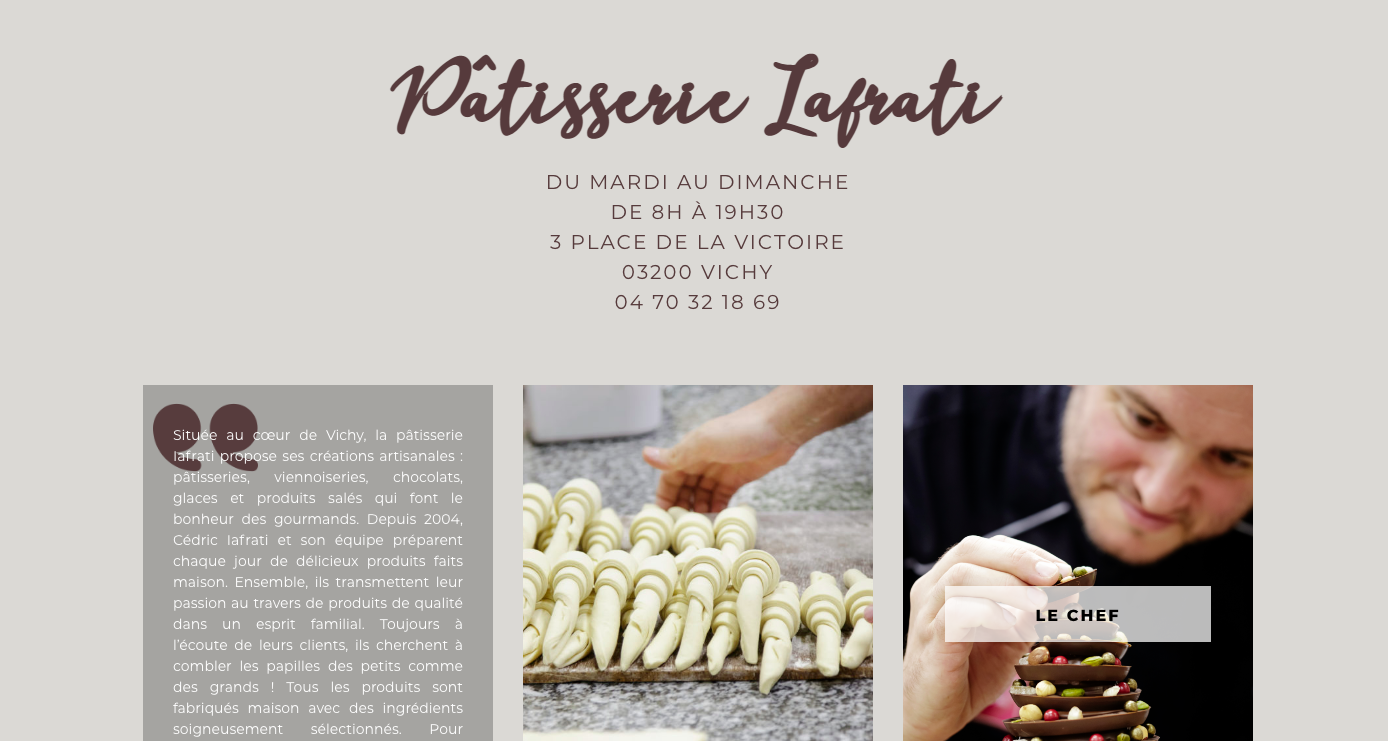 Pâtisserie Iafrati
DU MARDI AU DIMANCHE
DE 8H À 19H30
3 PLACE DE LA VICTOIRE
03200 VICHY
04 70 32 18 69
Située au cœur de Vichy, la pâtisserie
Iafrati propose ses créations artisanales :
pâtisseries, viennoiseries, chocolats,
glaces et produits salés qui font le
bonheur des gourmands. Depuis 2004,
Cédric Iafrati et son équipe préparent
chaque jour de délicieux produits faits
maison. Ensemble, ils transmettent leur
passion au travers de produits de qualité
dans un esprit familial. Toujours à
l'écoute de leurs clients, ils cherchent à
combler les papilles des petits comme
des grands ! Tous les produits sont
fabriqués maison avec des ingrédients
soigneusement sélectionnés. Pour
LE CHEF